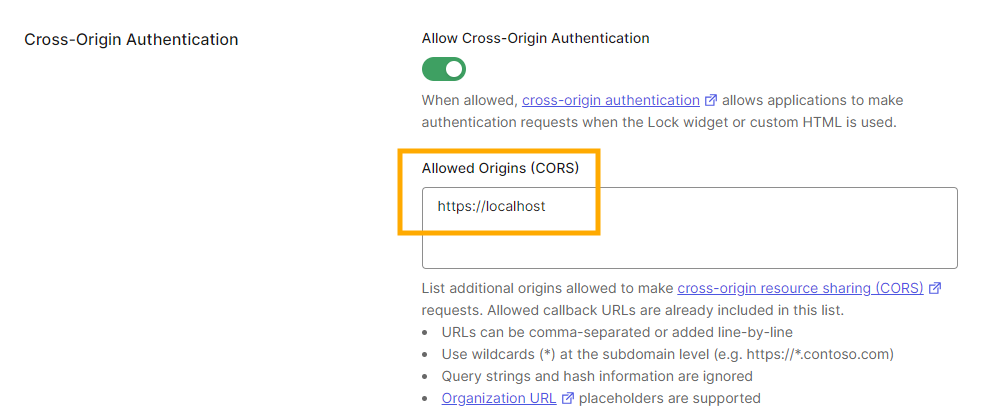 Cross-Origin Authentication
Allow Cross-Origin Authentication
When allowed, cross-origin authentication allows applications to make
authentication requests when the Lock widget or custom HTML is used.
Allowed Origins (CORS)
https://localhost
List additional origins allowed to make cross-origin resource sharing (CORS)
requests. Allowed callback URLs are already included in this list.
• URLs can be comma-separated or added line-by-line
• Use wildcards (*) at the subdomain level (e.g. https://*.contoso.com)
• Query strings and hash information are ignored
• Organization URL placeholders are supported